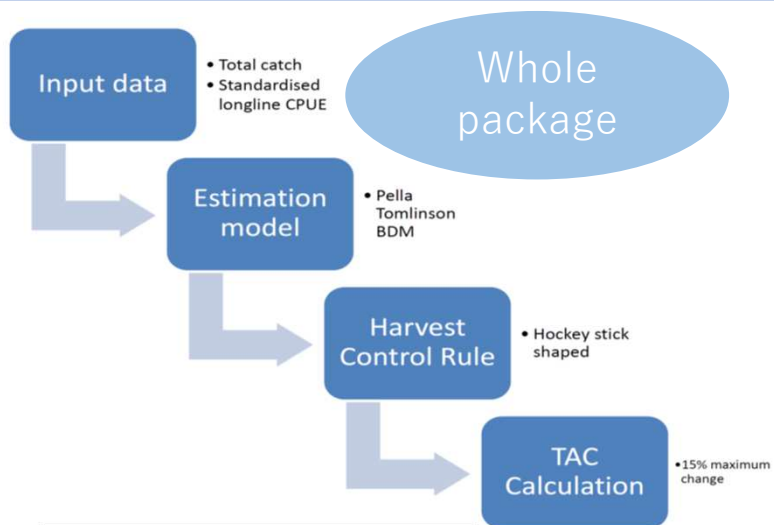 Whole
package
Input data
• Total catch
• Standardised
longline CPUE
Estimation
model
• Pella
Tomlinson
BDM
Harvest
Control Rule
• Hockey stick
shaped
TAC
Calculation
•15% maximum
change